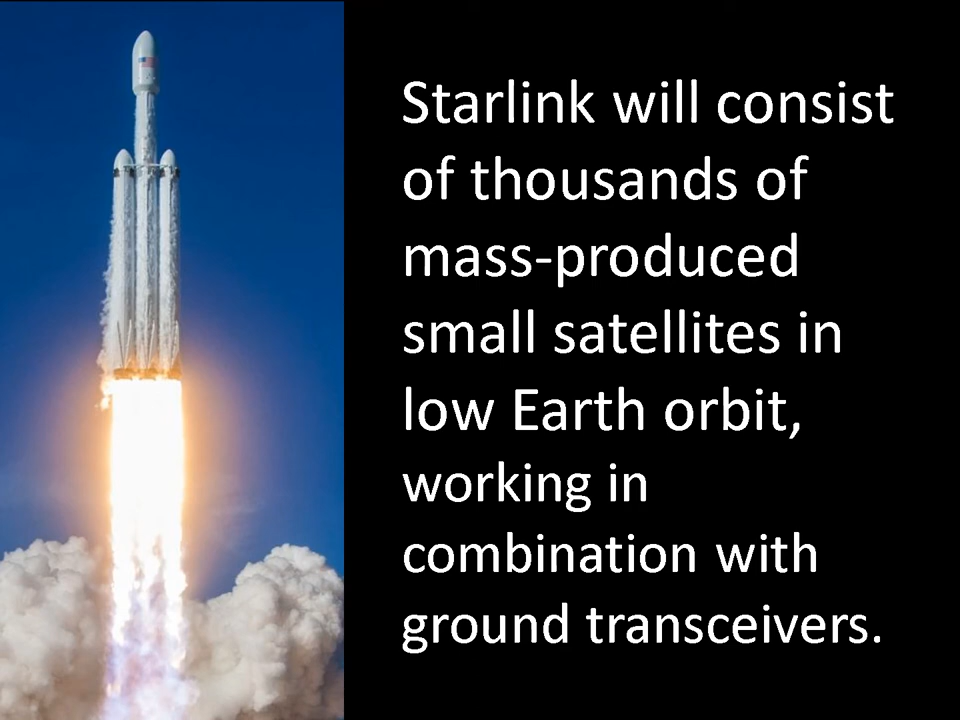 Starlink will consist
of thousands of
mass-produced
small satellites in
low Earth orbit,
working in
combination with
ground transceivers.